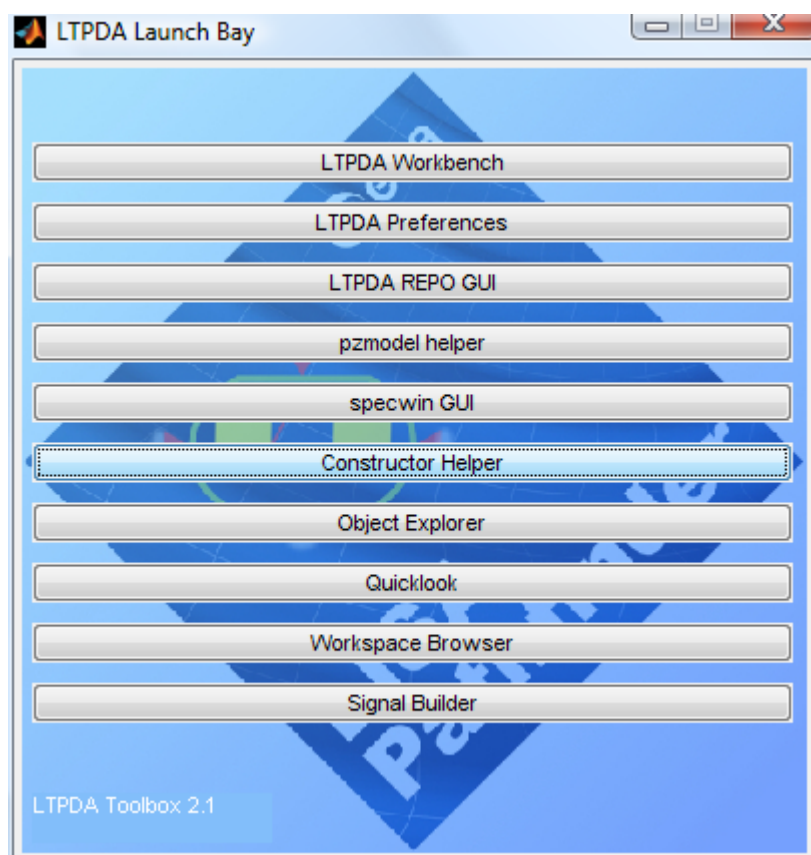 LTPDA Launch Bay
LTPDA Workbench
LTPDA Preferences
LTPDA REPO GUI
pzmodel helper
specwin GUI
Constructor Helper
Object Explorer
Quicklook
Workspace Browser
Signal Builder
LTPDA Toolbox 2.1